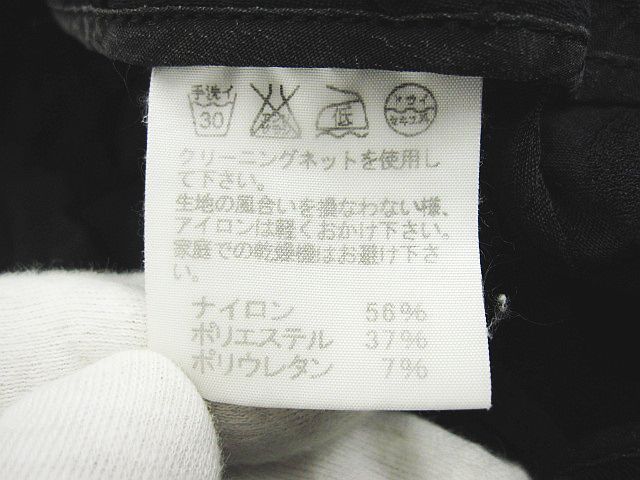 手洗イ
30
低
ドライ
セキユ系
クリーニングネットを使用し
て下さい。
生地の風合いを損なわない様、
アイロンは軽くおかけ下さい。
家庭での乾燥機はお避け下さ
い。
ナイロン 56%
ポリエステル 37%
ポリウレタン 7%